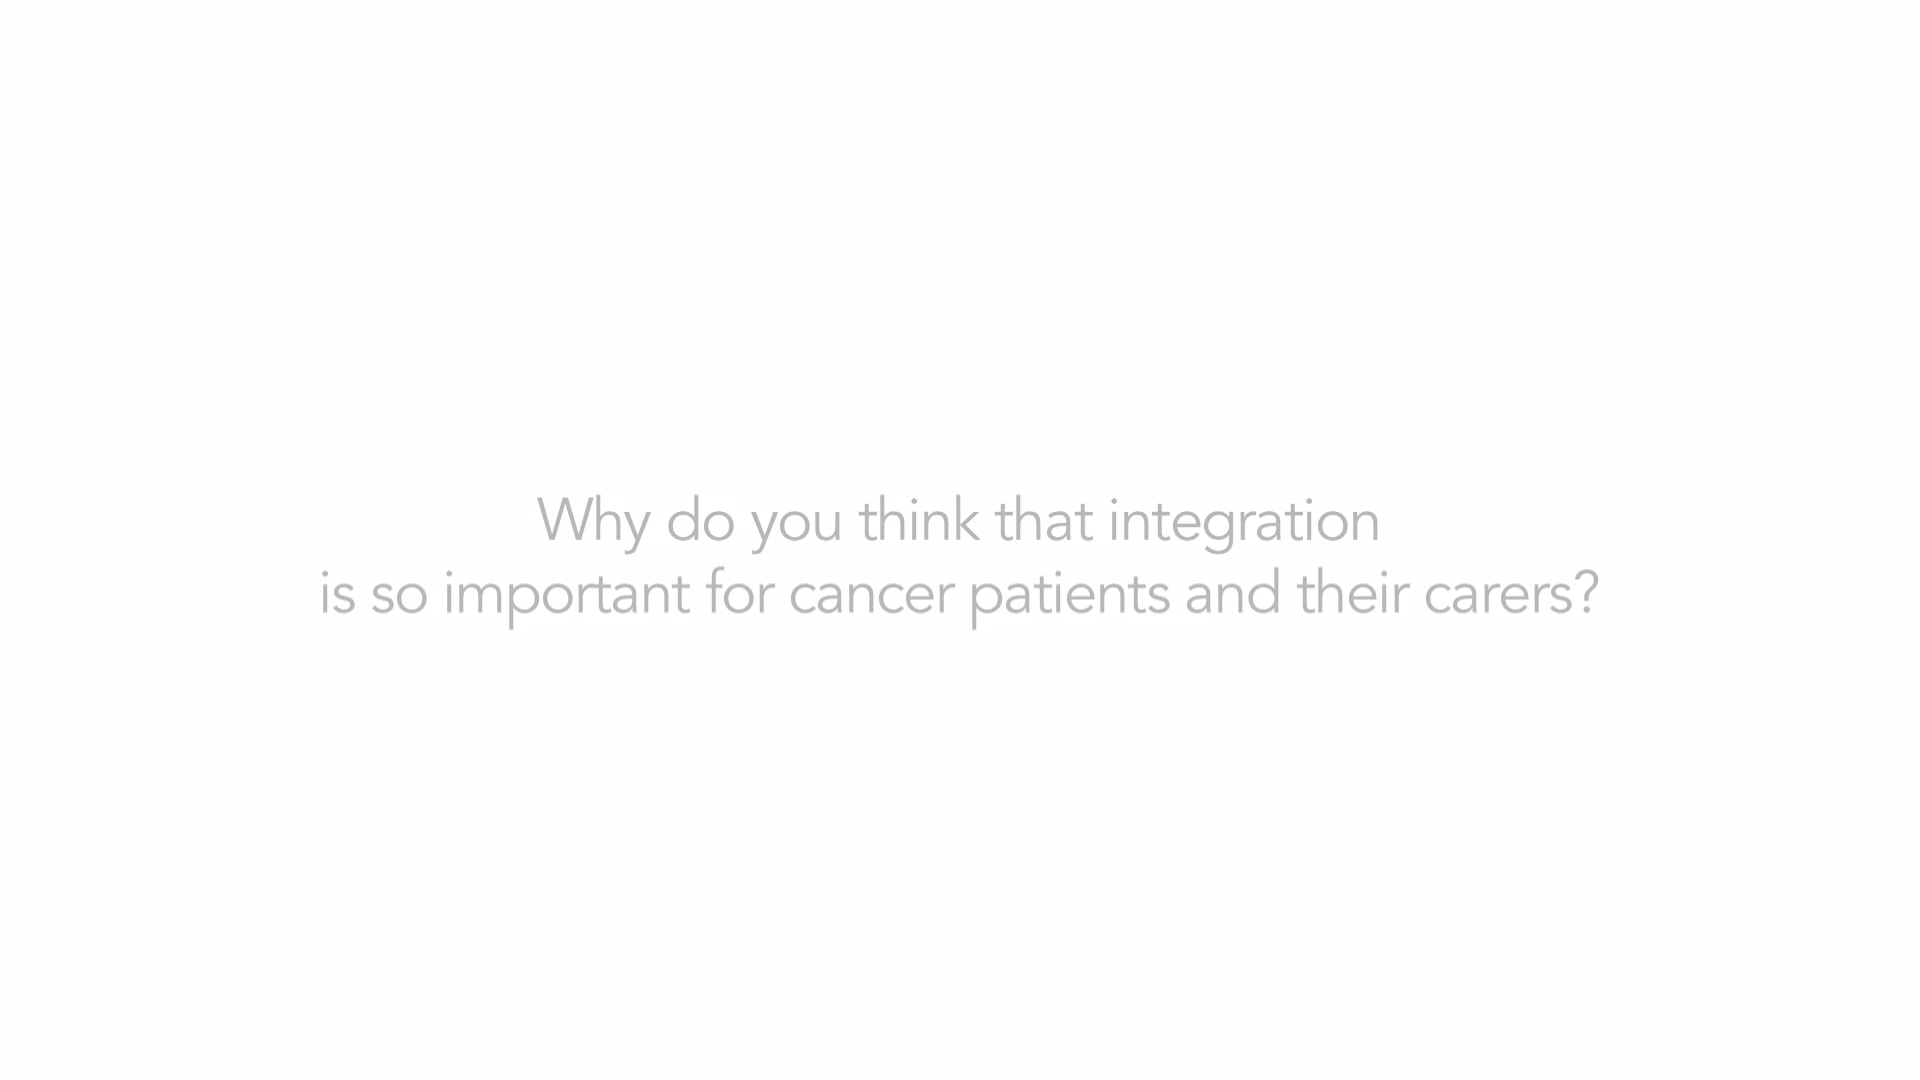 Why do you think that integration
is so important for cancer patients and their carers?